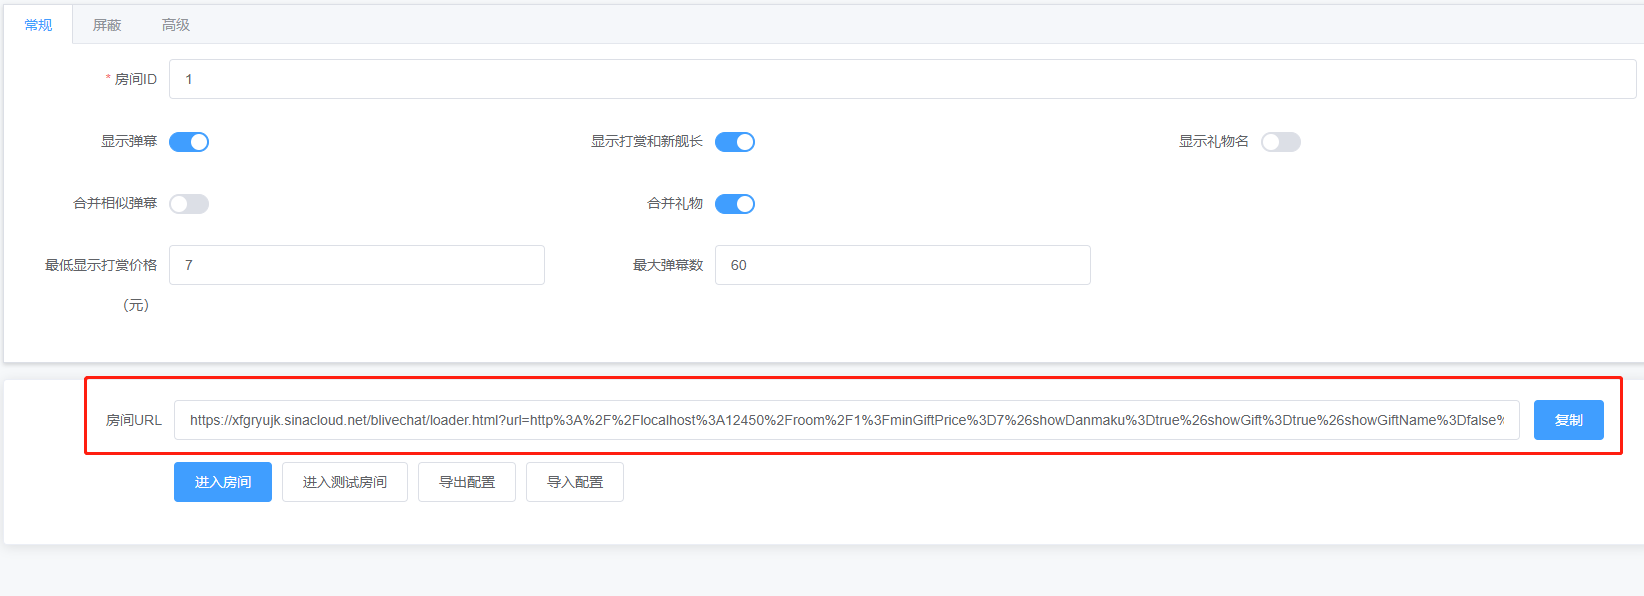 常规 屏蔽 高级
* 房间ID 1
显示弹幕 显示打赏和新舰长 显示礼物名
合并相似弹幕 合并礼物
最低显示打赏价格 7 最大弹幕数 60
（元）
房间URL https://xfgryujk.sinacloud.net/blivechat/loader.html?url=http%3A%2F%2Flocalhost%3A12450%2Froom%2F1%3FminGiftPrice%3D7%26showDanmaku%3Dtrue%26showGift%3Dtrue%26showGiftName%3Dfalse% 复制
进入房间 进入测试房间 导出配置 导入配置